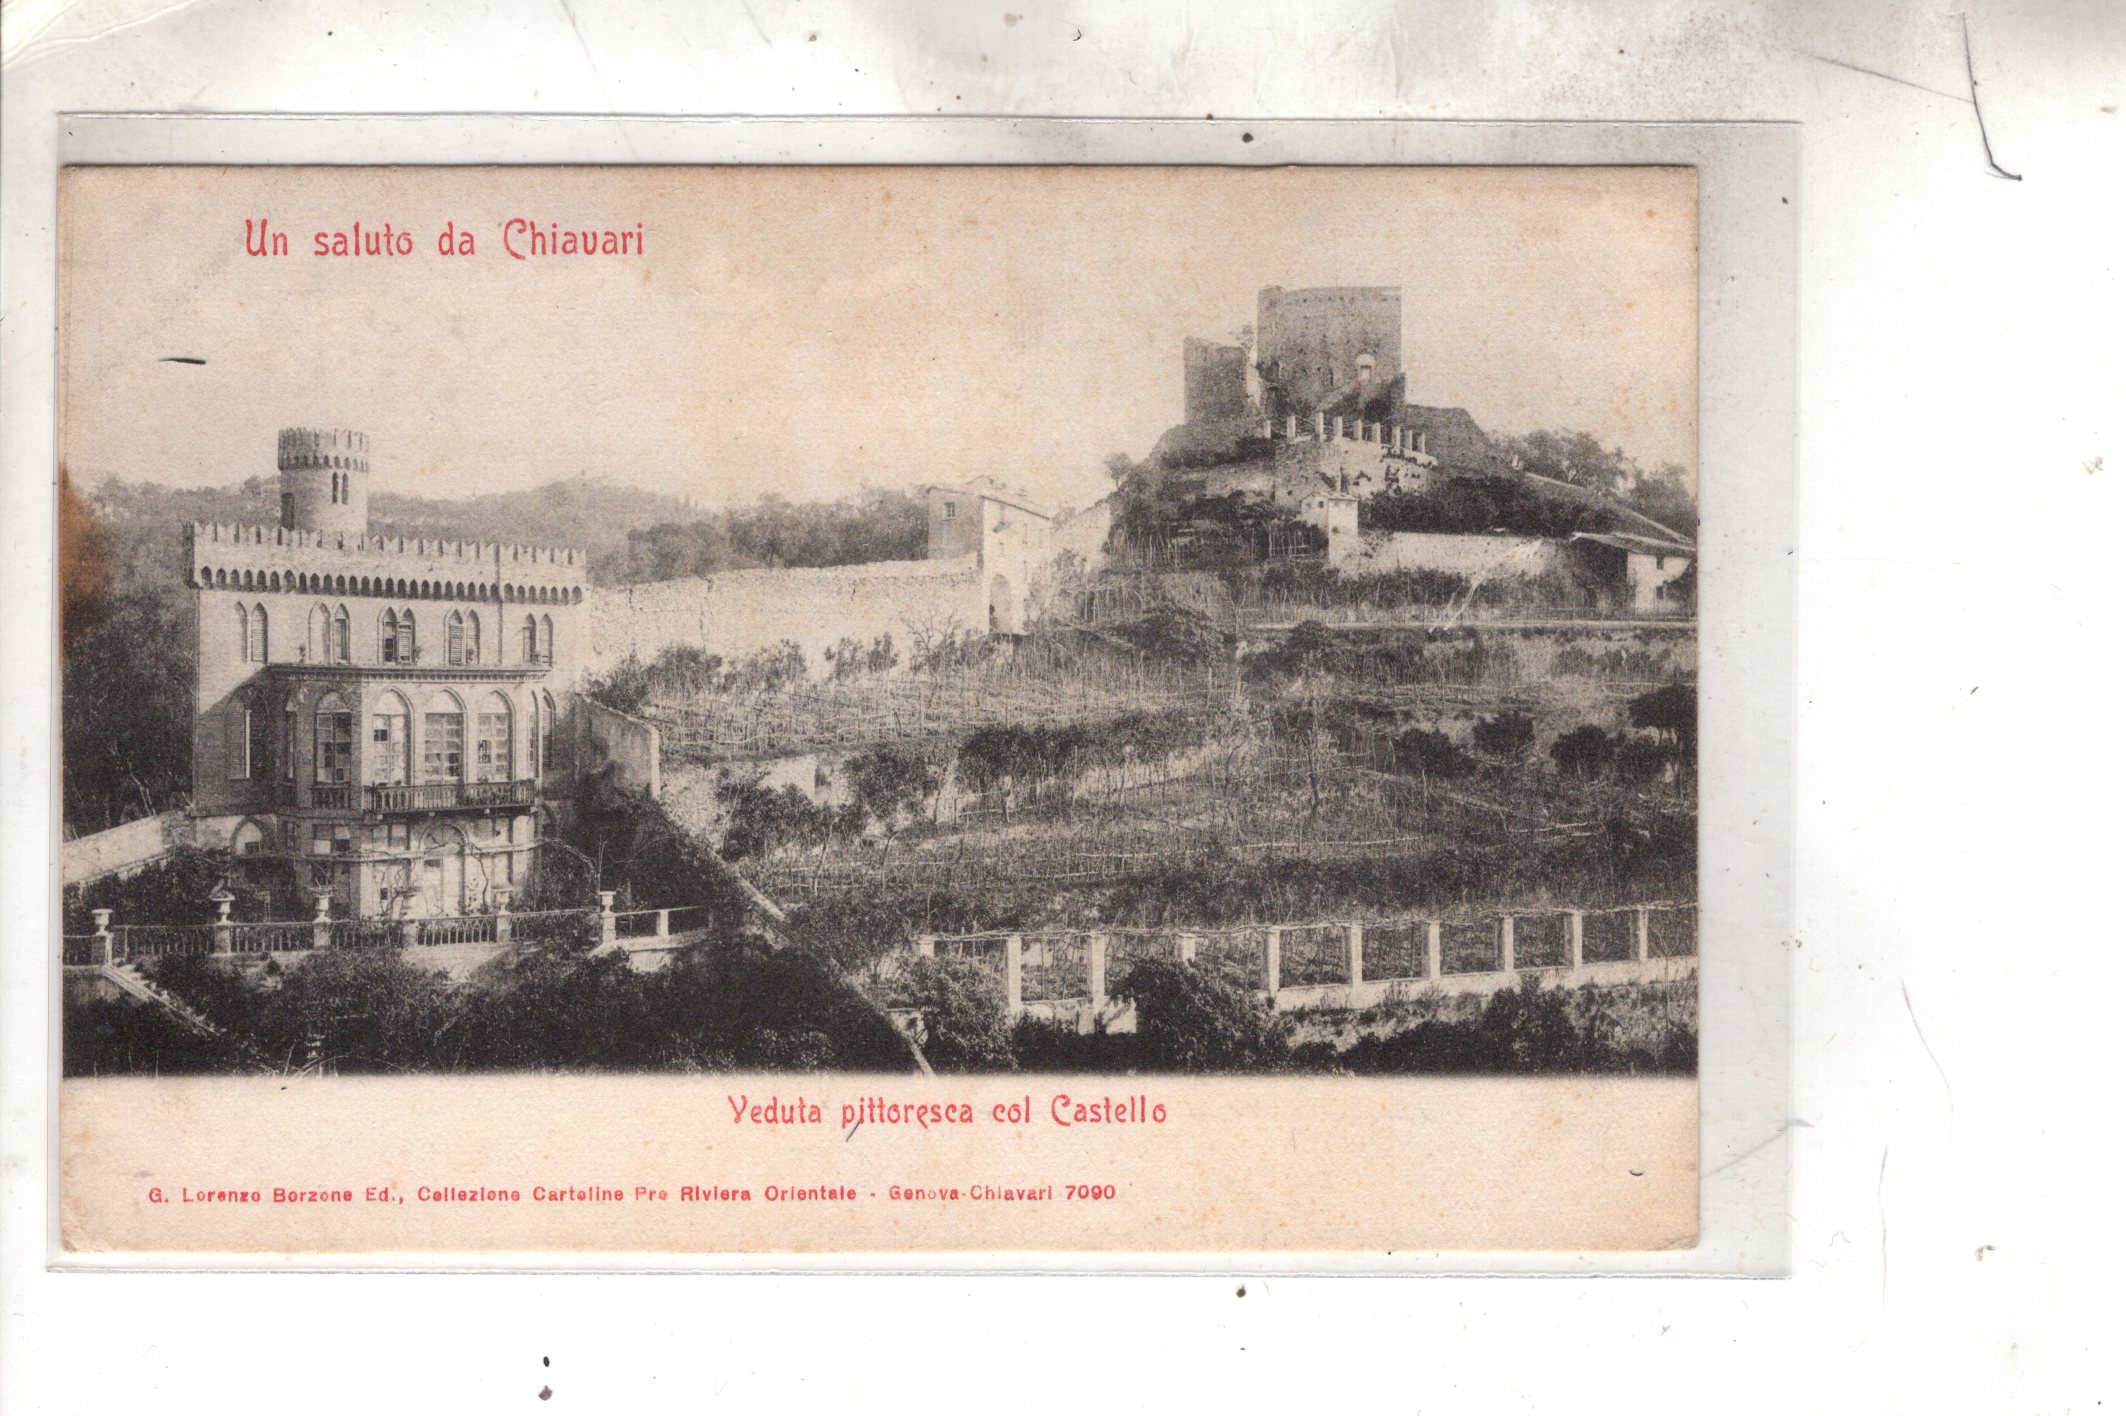 Un saluto da Chiavari
Veduta pittoresca col Castello
G. Lorenzo Borzone Ed., Collezione Cartoline Pro Riviera Orientale - Genova-Chiavari 7090